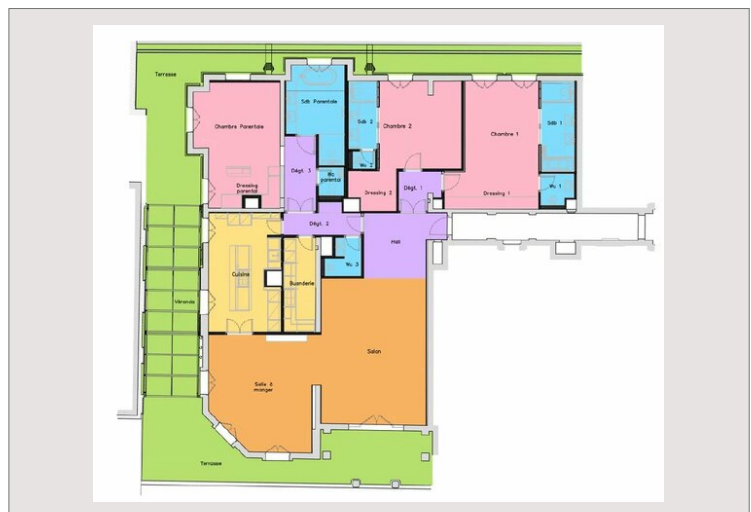 Terrasse
Sdb Parentale
Chambre Parentale
Sdb 2
Chambre 2
Chambre 1
Sdb 1
Wc 2
Dégt. 3
Wc
parental
Dressing
parental
Dressing 2
Dégt. 1
Dressing 1
Wc 1
Dégt. 2
Hall
Wc 3
Cuisine
Buanderie
Véranda
Salon
Salle à
manger
Terrasse